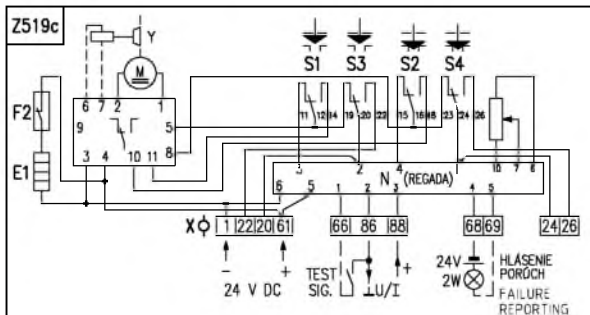 Z519c
Y
S1 S3 S2 S4
M
6 7 2 1
F2
9 5
8
3 4 10 11
11 12 14 19 20 22 15 16 18 23 24 26
E1
3 2 4 1 10 7 8
N (REGADA)
6 5 1 2 3 4 5
X 1 22 20 61 66 86 88 68 69 24 26
- +
24 V DC
TEST
SIG.
U/I
+
24V
2W
HLÁSENIE
PORÚCH
FAILURE
REPORTING